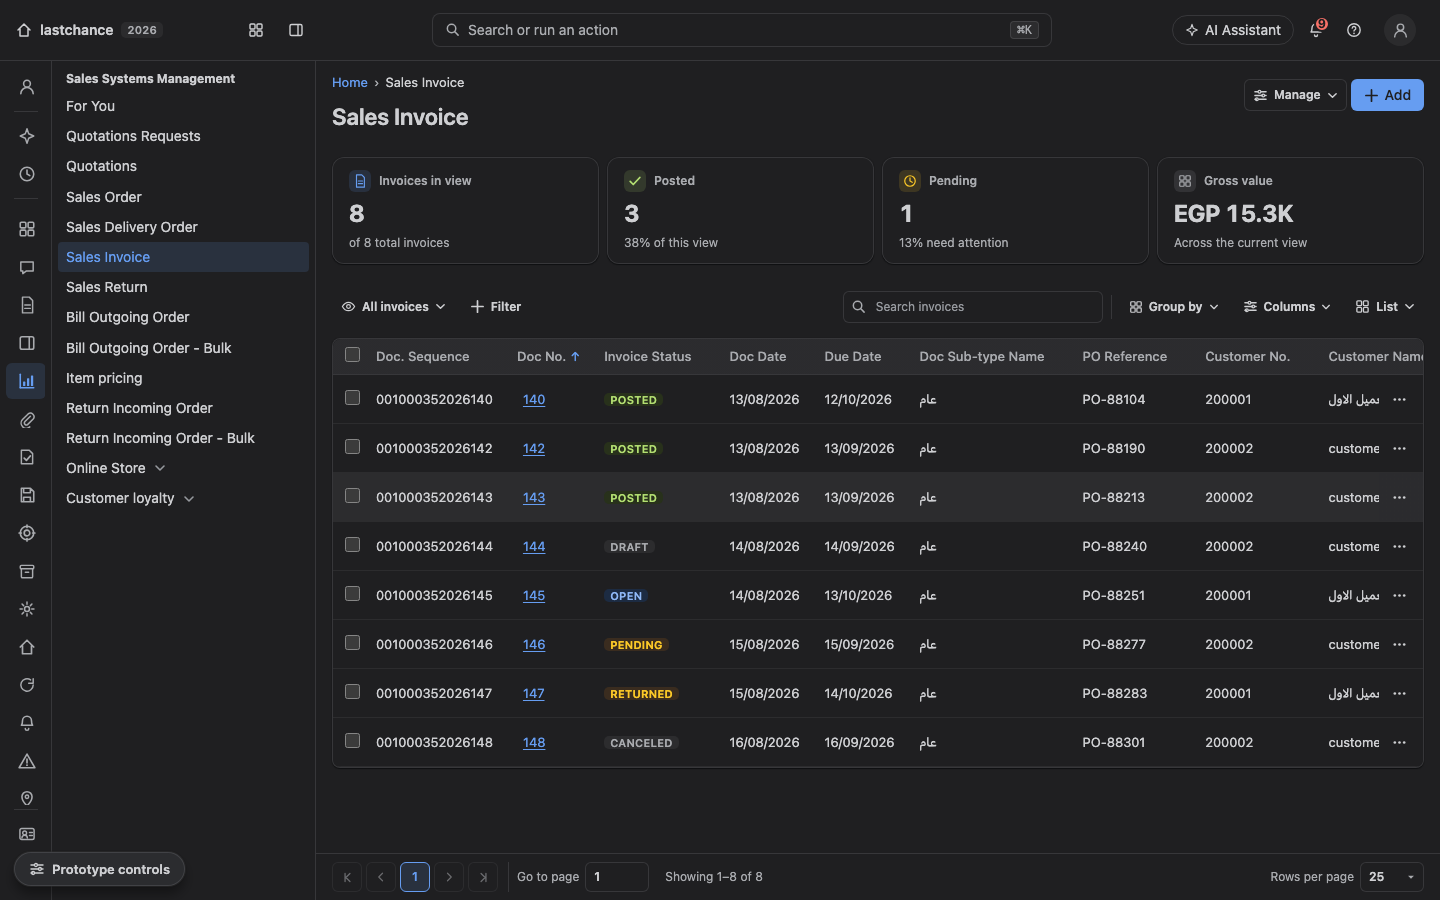 lastchance 2026
Search or run an action ⌘K
AI Assistant
9
Sales Systems Management
For You
Quotations Requests
Quotations
Sales Order
Sales Delivery Order
Sales Invoice
Sales Return
Bill Outgoing Order
Bill Outgoing Order - Bulk
Item pricing
Return Incoming Order
Return Incoming Order - Bulk
Online Store
Customer loyalty
Prototype controls
Home › Sales Invoice
Sales Invoice
Manage
Add
Invoices in view
8
of 8 total invoices
Posted
3
38% of this view
Pending
1
13% need attention
Gross value
EGP 15.3K
Across the current view
All invoices
Filter
Search invoices
Group by
Columns
List
Doc. Sequence Doc No. Invoice Status Doc Date Due Date Doc Sub-type Name PO Reference Customer No. Customer Name
001000352026140 140 POSTED 13/08/2026 12/10/2026 عام PO-88104 200001 عميل الاول
001000352026142 142 POSTED 13/08/2026 13/09/2026 عام PO-88190 200002 custome
001000352026143 143 POSTED 13/08/2026 13/09/2026 عام PO-88213 200002 custome
001000352026144 144 DRAFT 14/08/2026 14/09/2026 عام PO-88240 200002 custome
001000352026145 145 OPEN 14/08/2026 13/10/2026 عام PO-88251 200001 عميل الاول
001000352026146 146 PENDING 15/08/2026 15/09/2026 عام PO-88277 200002 custome
001000352026147 147 RETURNED 15/08/2026 14/10/2026 عام PO-88283 200001 عميل الاول
001000352026148 148 CANCELED 16/08/2026 16/09/2026 عام PO-88301 200002 custome
1
Go to page 1
Showing 1–8 of 8
Rows per page 25